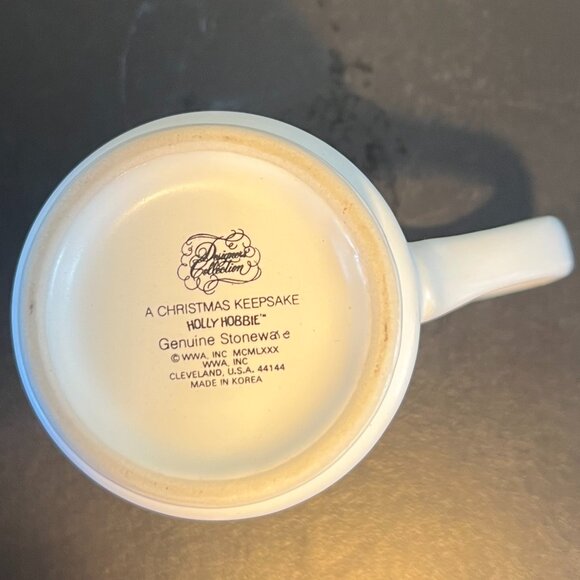 Designers
Collection
A CHRISTMAS KEEPSAKE
HOLLY HOBBIE™
Genuine Stoneware
© WWA, INC MCMLXXX
WWA, INC
CLEVELAND, U.S.A. 44144
MADE IN KOREA